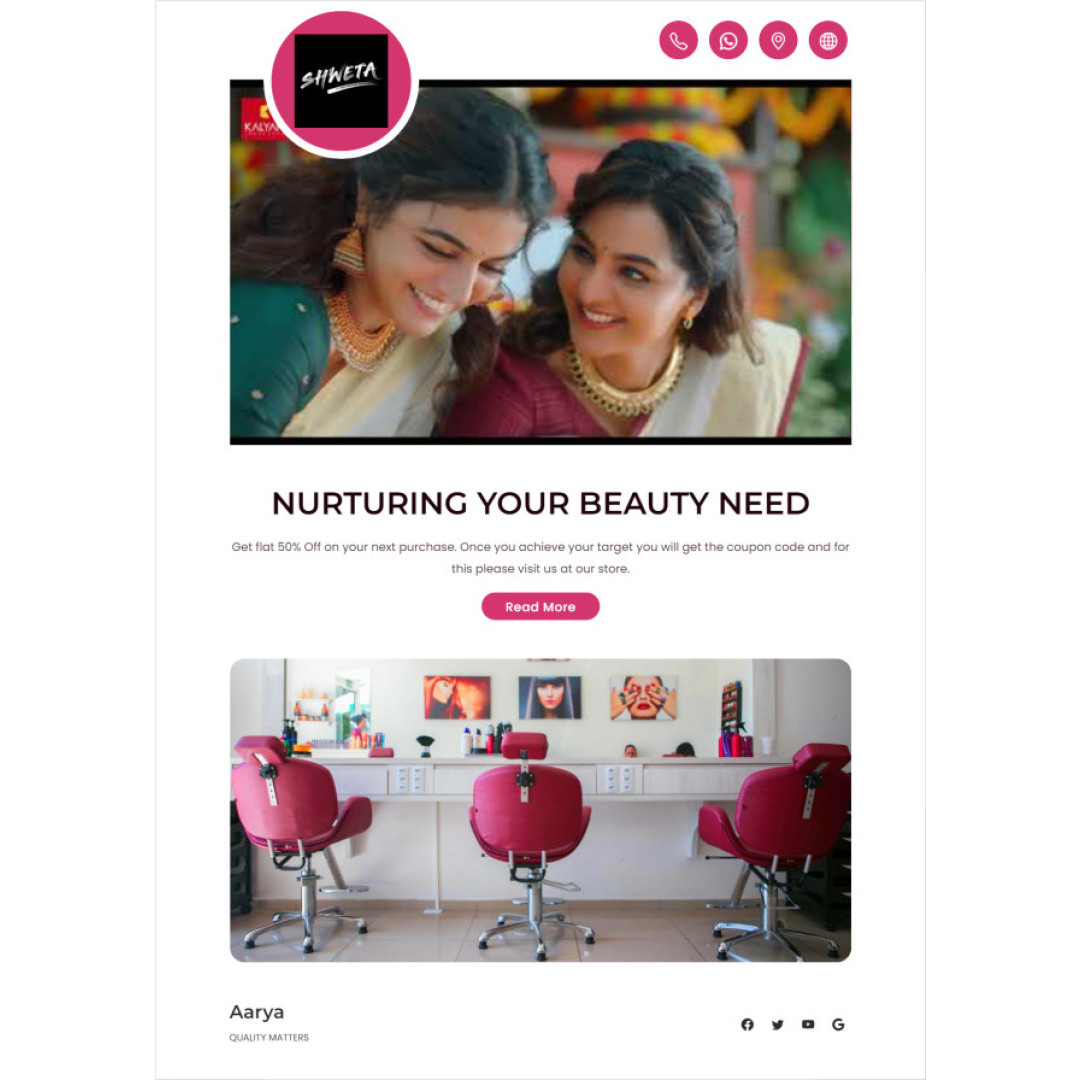 SHWETA
NURTURING YOUR BEAUTY NEED
Get flat 50% Off on your next purchase. Once you achieve your target you will get the coupon code and for
this please visit us at our store.
Read More
Aarya
QUALITY MATTERS